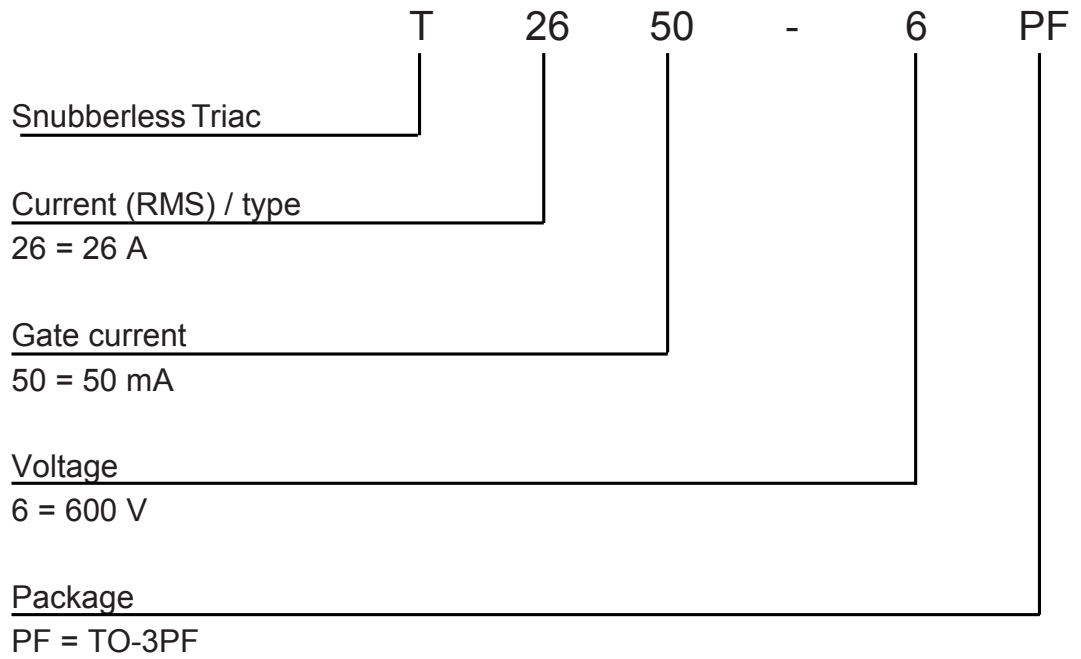 T 26 50 - 6 PF
Snubberless Triac
Current (RMS) / type
26 = 26 A
Gate current
50 = 50 mA
Voltage
6 = 600 V
Package
PF = TO-3PF